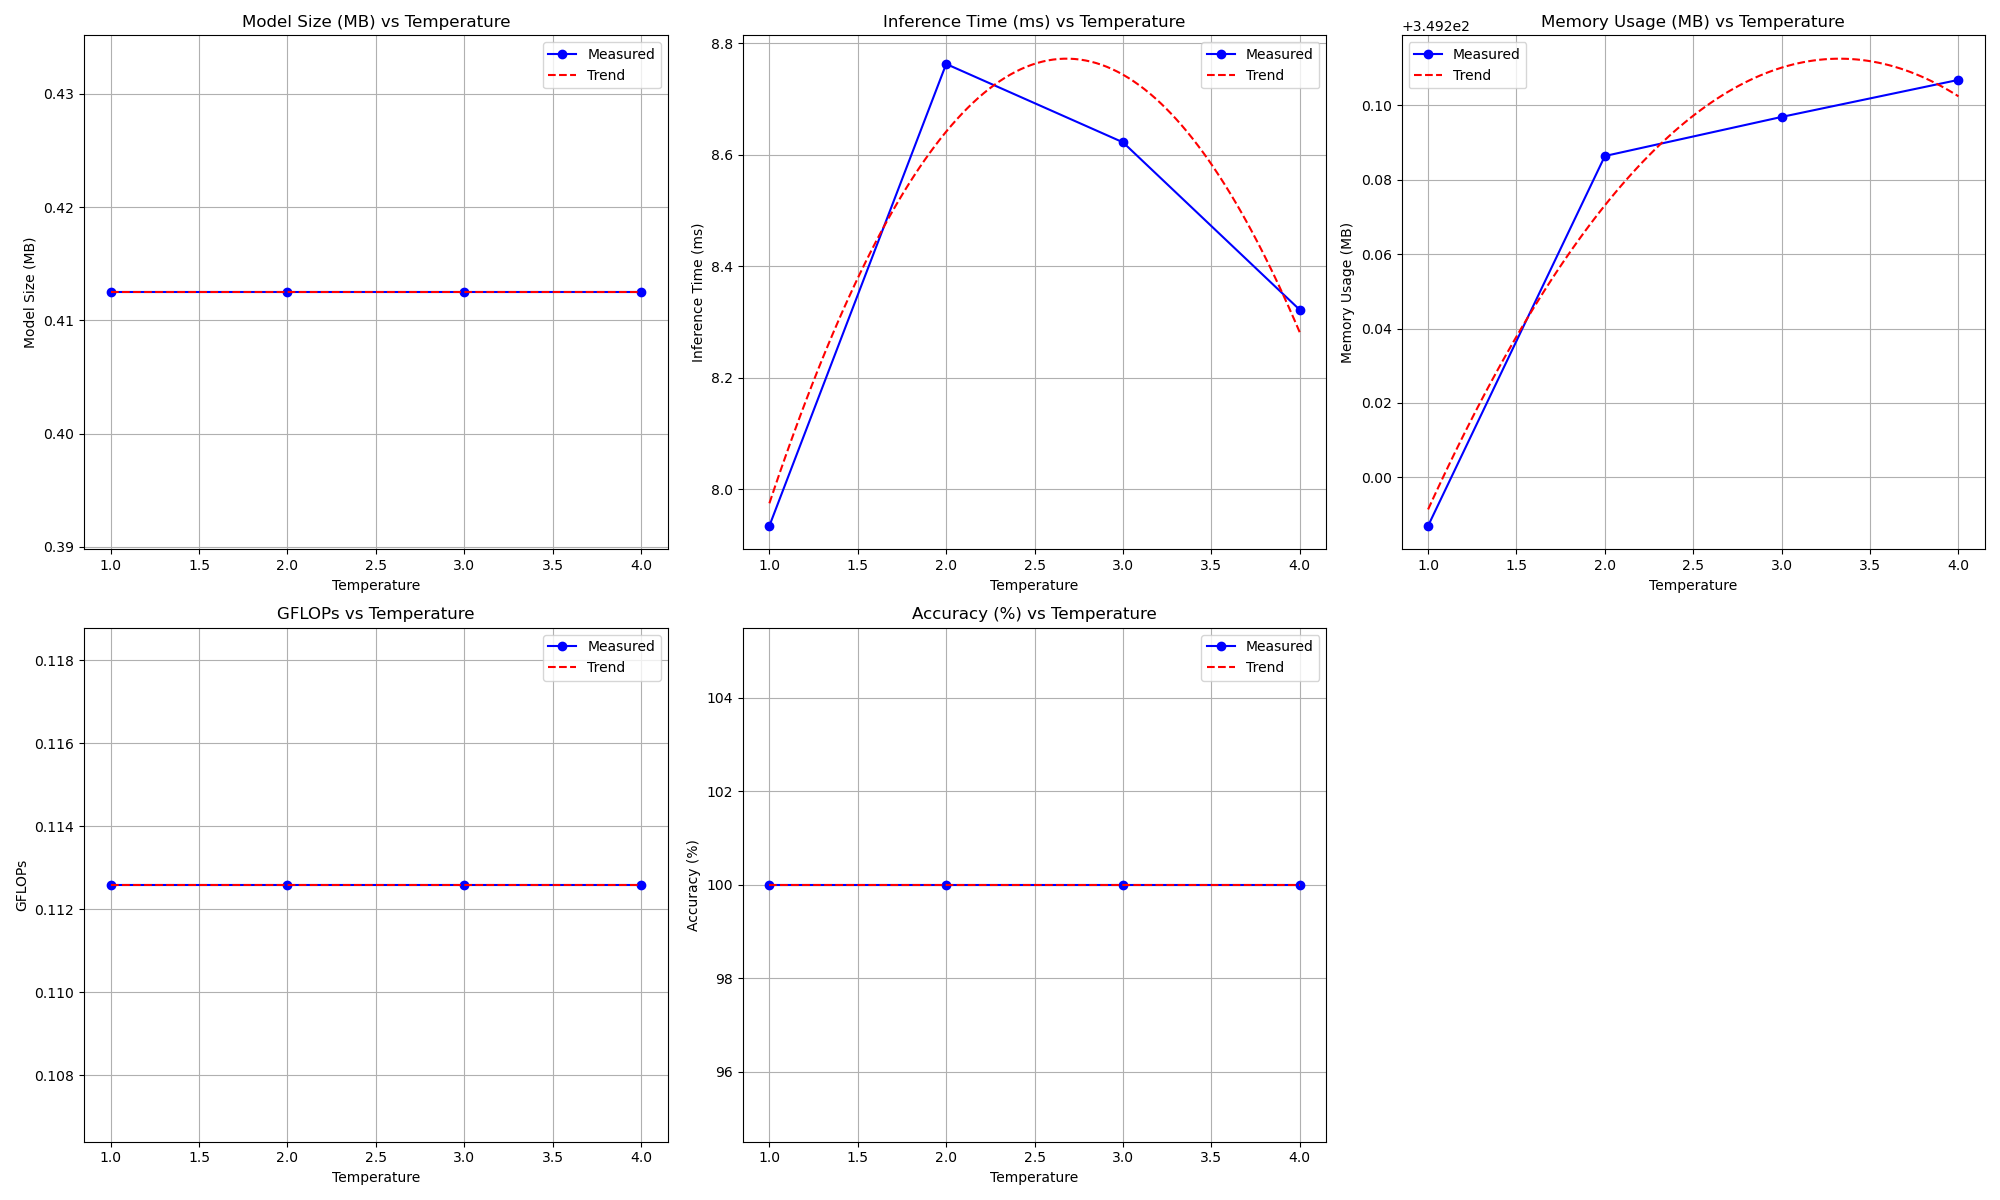 Model Size (MB) vs Temperature
Measured
Trend
0.43
0.42
0.41
0.40
0.39
Model Size (MB)
1.0 1.5 2.0 2.5 3.0 3.5 4.0
Temperature
Inference Time (ms) vs Temperature
Measured
Trend
8.8
8.6
8.4
8.2
8.0
Inference Time (ms)
1.0 1.5 2.0 2.5 3.0 3.5 4.0
Temperature
Memory Usage (MB) vs Temperature
+3.492e2
Measured
Trend
0.10
0.08
0.06
0.04
0.02
0.00
Memory Usage (MB)
1.0 1.5 2.0 2.5 3.0 3.5 4.0
Temperature
GFLOPs vs Temperature
Measured
Trend
0.118
0.116
0.114
0.112
0.110
0.108
GFLOPs
1.0 1.5 2.0 2.5 3.0 3.5 4.0
Temperature
Accuracy (%) vs Temperature
Measured
Trend
104
102
100
98
96
Accuracy (%)
1.0 1.5 2.0 2.5 3.0 3.5 4.0
Temperature